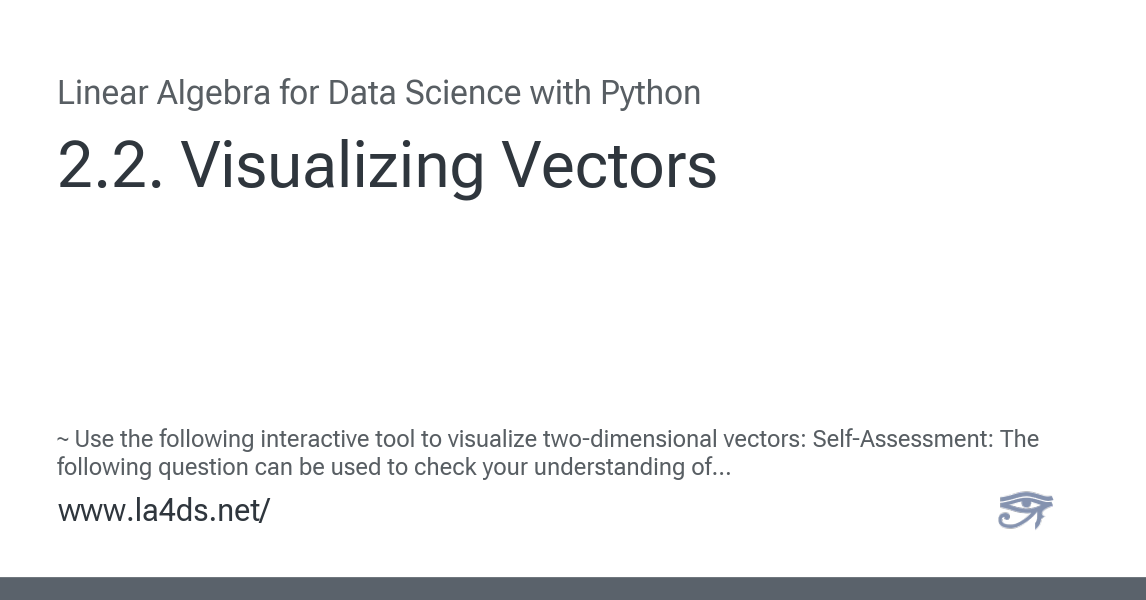 Linear Algebra for Data Science with Python
2.2. Visualizing Vectors
~ Use the following interactive tool to visualize two-dimensional vectors: Self-Assessment: The
following question can be used to check your understanding of...
www.la4ds.net/